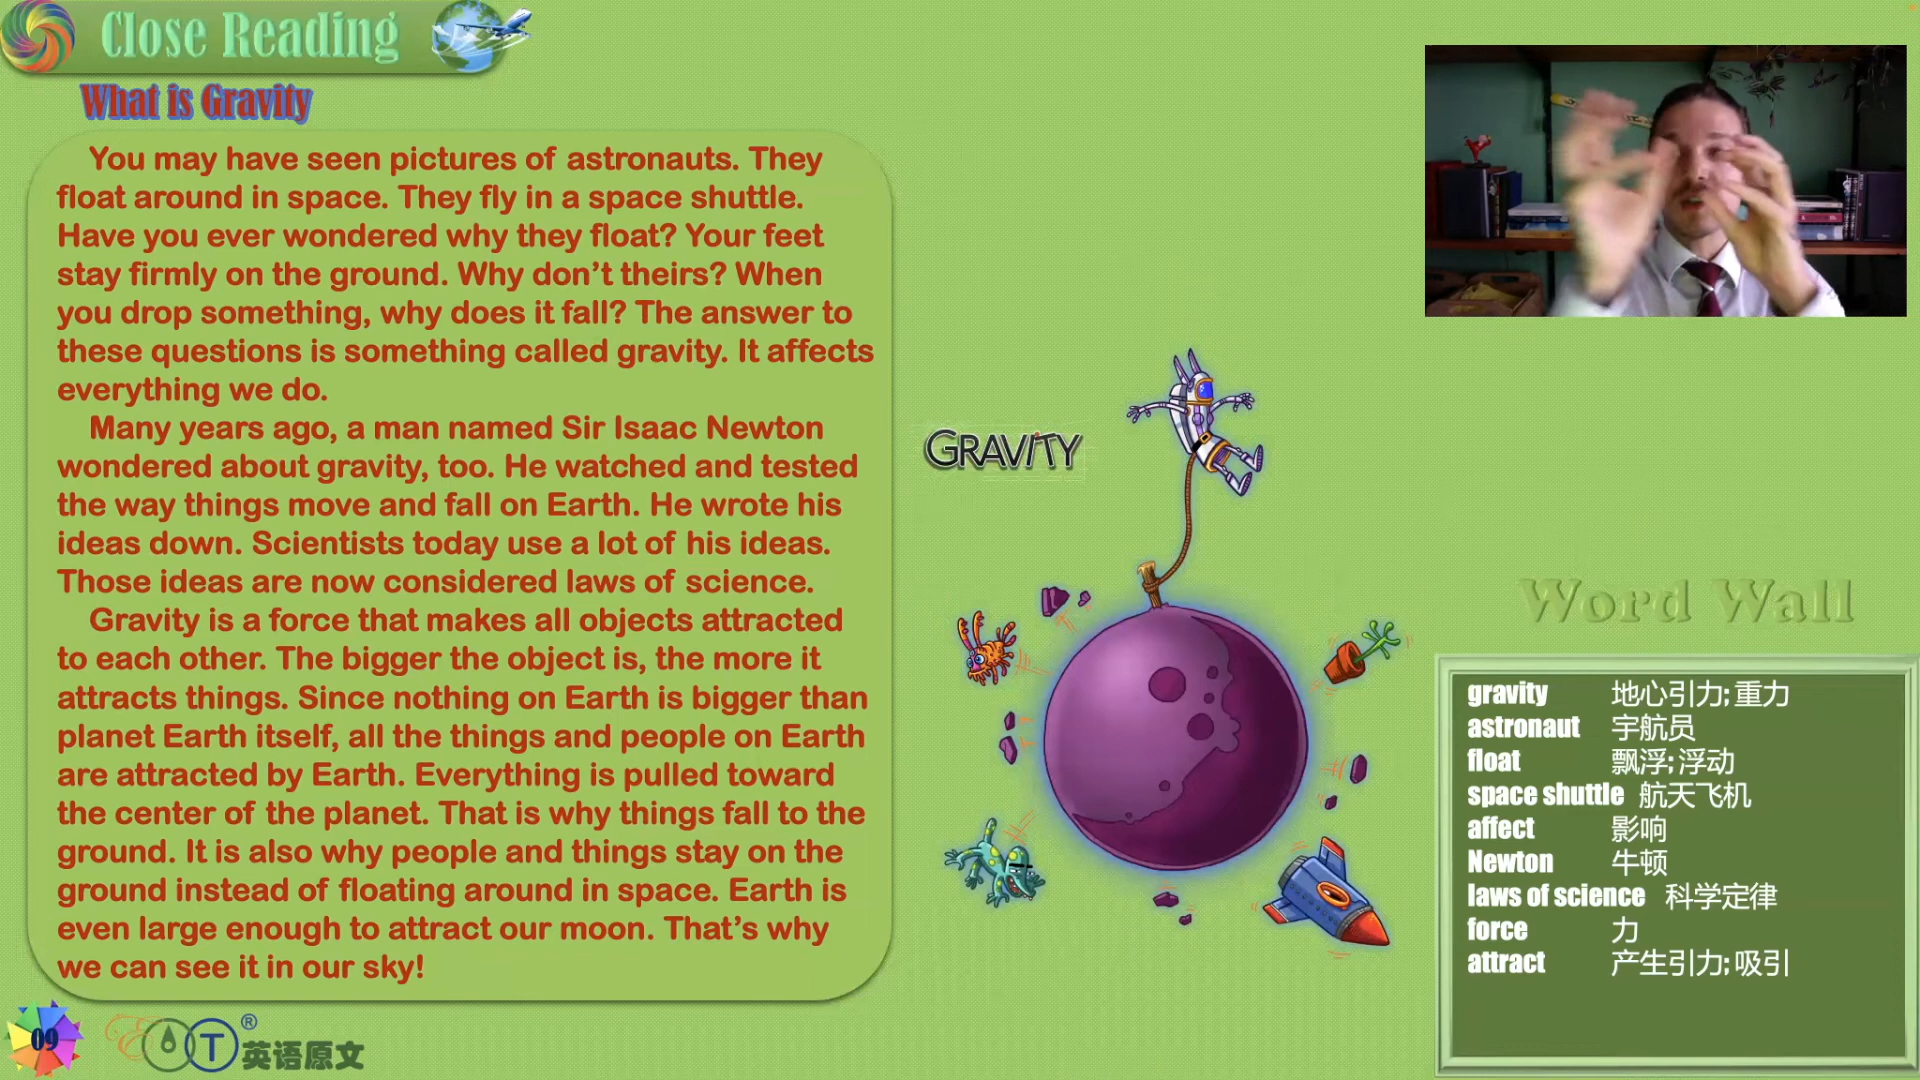 Close Reading
What is Gravity
You may have seen pictures of astronauts. They
float around in space. They fly in a space shuttle.
Have you ever wondered why they float? Your feet
stay firmly on the ground. Why don’t theirs? When
you drop something, why does it fall? The answer to
these questions is something called gravity. It affects
everything we do.
Many years ago, a man named Sir Isaac Newton
wondered about gravity, too. He watched and tested
the way things move and fall on Earth. He wrote his
ideas down. Scientists today use a lot of his ideas.
Those ideas are now considered laws of science.
Gravity is a force that makes all objects attracted
to each other. The bigger the object is, the more it
attracts things. Since nothing on Earth is bigger than
planet Earth itself, all the things and people on Earth
are attracted by Earth. Everything is pulled toward
the center of the planet. That is why things fall to the
ground. It is also why people and things stay on the
ground instead of floating around in space. Earth is
even large enough to attract our moon. That’s why
we can see it in our sky!
GRAVITY
Word Wall
gravity 地心引力; 重力
astronaut 宇航员
float 飘浮; 浮动
space shuttle 航天飞机
affect 影响
Newton 牛顿
laws of science 科学定律
force 力
attract 产生引力; 吸引
09
T ® 英语原文